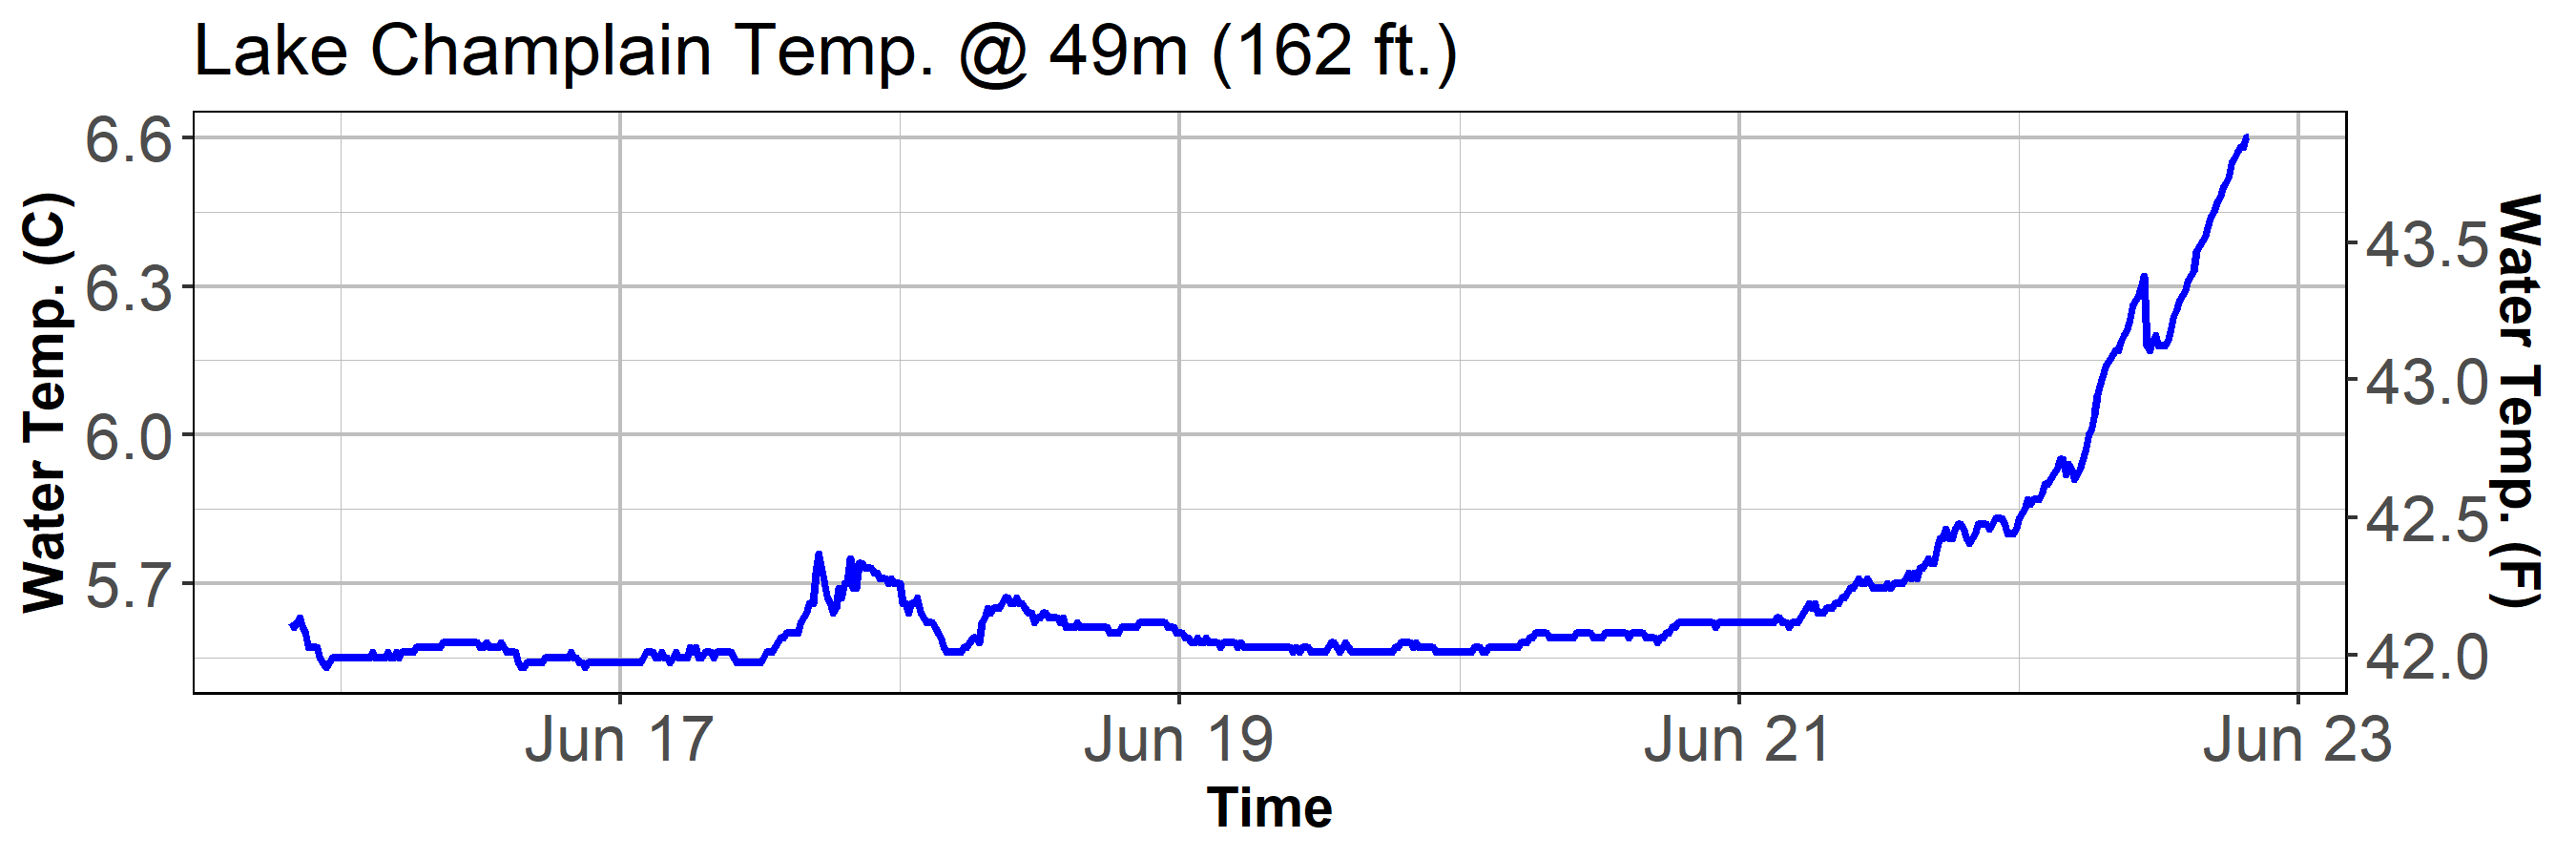 Lake Champlain Temp. @ 49m (162 ft.)
Water Temp. (C)
6.6
6.3
6.0
5.7
43.5
43.0
42.5
42.0
Water Temp. (F)
Jun 17 Jun 19 Jun 21 Jun 23
Time